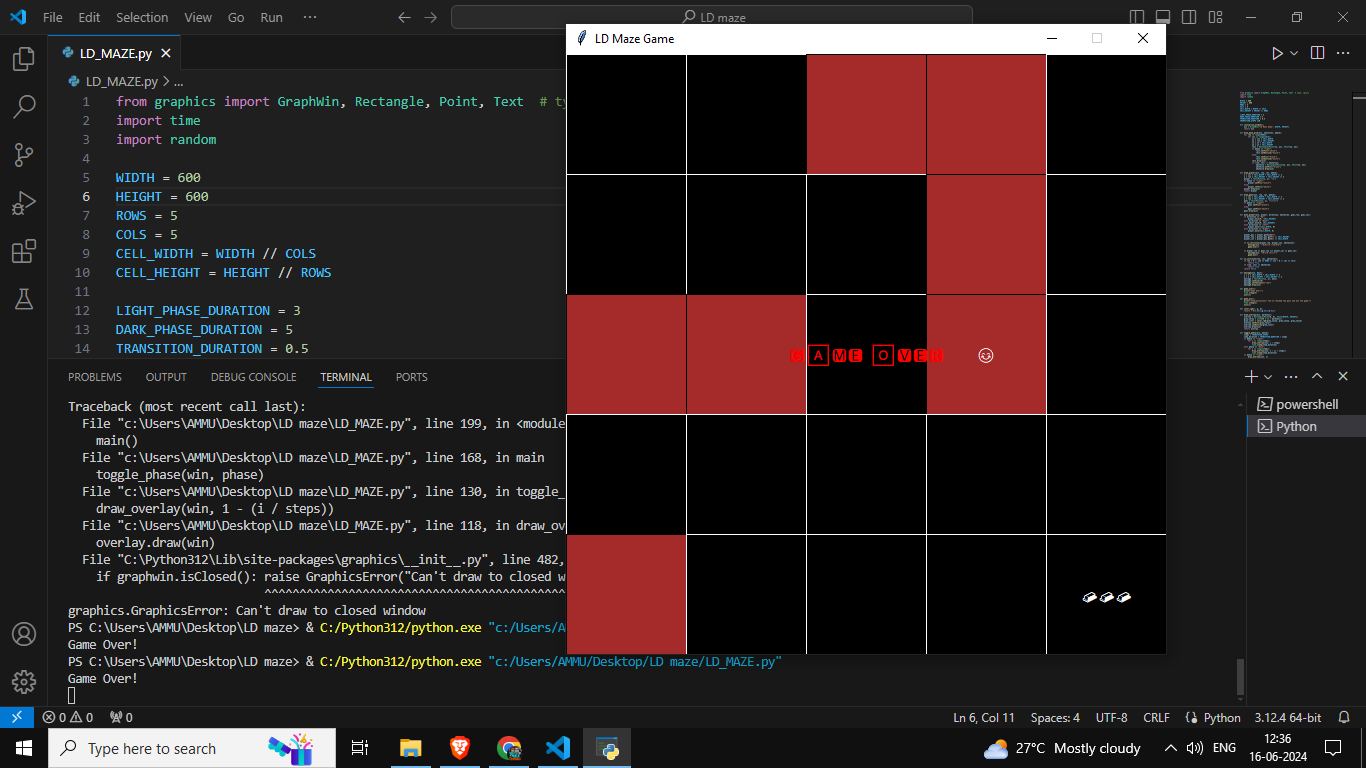 File Edit Selection View Go Run ··· LD maze
LD_MAZE.py
LD Maze Game
LD_MAZE.py > ...
1 from graphics import GraphWin, Rectangle, Point, Text # ty
2 import time
3 import random
4
5 WIDTH = 600
6 HEIGHT = 600
7 ROWS = 5
8 COLS = 5
9 CELL_WIDTH = WIDTH // COLS
10 CELL_HEIGHT = HEIGHT // ROWS
11
12 LIGHT_PHASE_DURATION = 3
13 DARK_PHASE_DURATION = 5
14 TRANSITION_DURATION = 0.5
GAME OVER
PROBLEMS OUTPUT DEBUG CONSOLE TERMINAL PORTS
powershell
Python
Traceback (most recent call last):
File "c:\Users\AMMU\Desktop\LD maze\LD_MAZE.py", line 199, in <module
main()
File "c:\Users\AMMU\Desktop\LD maze\LD_MAZE.py", line 168, in main
toggle_phase(win, phase)
File "c:\Users\AMMU\Desktop\LD maze\LD_MAZE.py", line 130, in toggle_
draw_overlay(win, 1 - (i / steps))
File "c:\Users\AMMU\Desktop\LD maze\LD_MAZE.py", line 118, in draw_ov
overlay.draw(win)
File "C:\Python312\Lib\site-packages\graphics\__init__.py", line 482,
if graphwin.isClosed(): raise GraphicsError("Can't draw to closed w
^^^^^^^^^^^^^^^^^^^^^^^^^^^^^^^^^^^^^^^^
graphics.GraphicsError: Can't draw to closed window
PS C:\Users\AMMU\Desktop\LD maze> & C:/Python312/python.exe "c:/Users/A
Game Over!
PS C:\Users\AMMU\Desktop\LD maze> & C:/Python312/python.exe "c:/Users/AMMU/Desktop/LD maze/LD_MAZE.py"
Game Over!
0 0 0 Ln 6, Col 11 Spaces: 4 UTF-8 CRLF Python 3.12.4 64-bit
Type here to search 27°C Mostly cloudy ENG 12:36
16-06-2024